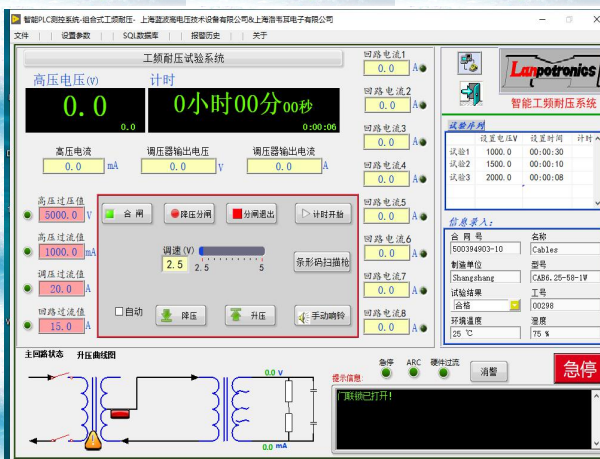 智能PLC测控系统-组合式工频耐压- 上海蓝波高电压技术设备有限公司&上海浩韦耳电子有限公司
文件 设置参数 SQL数据库 报警历史 关于
工频耐压试验系统
高压电压(V) 计时
0.0 0小时00分00秒
0.0 0:00:06
高压电流 调压器输出电压 调压器输出电流
0.0 mA 0.0 V 0.0 A
回路电流1
0.0 A
回路电流2
0.0 A
回路电流3
0.0 A
回路电流4
0.0 A
回路电流5
0.0 A
回路电流6
0.0 A
回路电流7
0.0 A
回路电流8
0.0 A
高压过压值
5000.0 V
高压过流值
1000.0 mA
调压过流值
20.0 A
回路过流值
15.0 A
合闸 降压分闸 分闸退出 计时开始
调速(V)
2.5 2.5 5 条形码扫描枪
自动 降压 升压 手动响铃
Lanpotronics
智能工频耐压系统
试验序列
设置电压V 设置时间 计时
试验1 1000.0 00:00:30
试验2 1500.0 00:00:10
试验3 2000.0 00:00:08
信息录入:
合同号 名称
500394903-10 Cables
制造单位 型号
Shangshang CAB6.25-58-1W
试验结果 工号
合格 00298
环境温度 湿度
25 ℃ 75 %
主回路状态 升压曲线图
0.0 V
0.0 mA
急停 ARC 硬件过流
提示信息: 消警 急停
门联锁已打开!